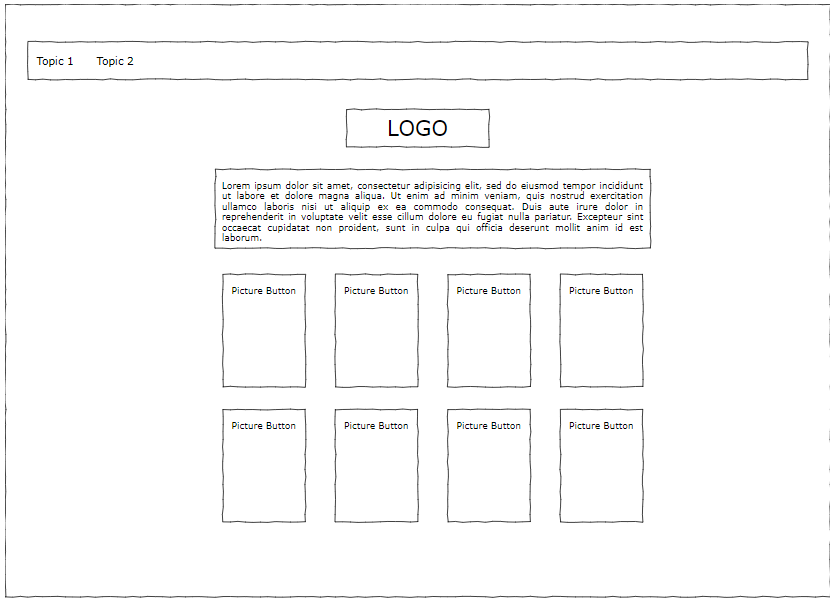 Topic 1 Topic 2
LOGO
Lorem ipsum dolor sit amet, consectetur adipisicing elit, sed do eiusmod tempor incididunt
ut labore et dolore magna aliqua. Ut enim ad minim veniam, quis nostrud exercitation
ullamco laboris nisi ut aliquip ex ea commodo consequat. Duis aute irure dolor in
reprehenderit in voluptate velit esse cillum dolore eu fugiat nulla pariatur. Excepteur sint
occaecat cupidatat non proident, sunt in culpa qui officia deserunt mollit anim id est
laborum.
Picture Button Picture Button Picture Button Picture Button
Picture Button Picture Button Picture Button Picture Button